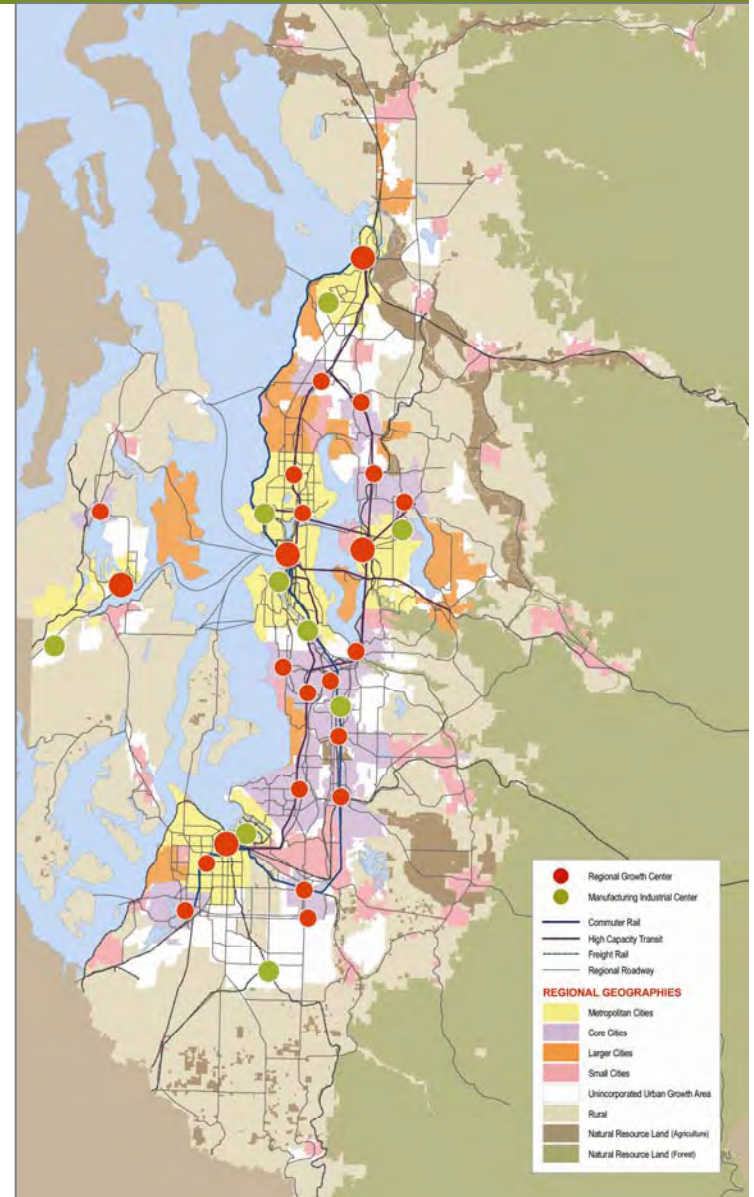 Regional Growth Center
Manufacturing Industrial Center
Commuter Rail
High Capacity Transit
Freight Rail
Regional Roadway
REGIONAL GEOGRAPHIES
Metropolitan Cities
Core Cities
Larger Cities
Small Cities
Unincorporated Urban Growth Area
Rural
Natural Resource Land (Agriculture)
Natural Resource Land (Forest)